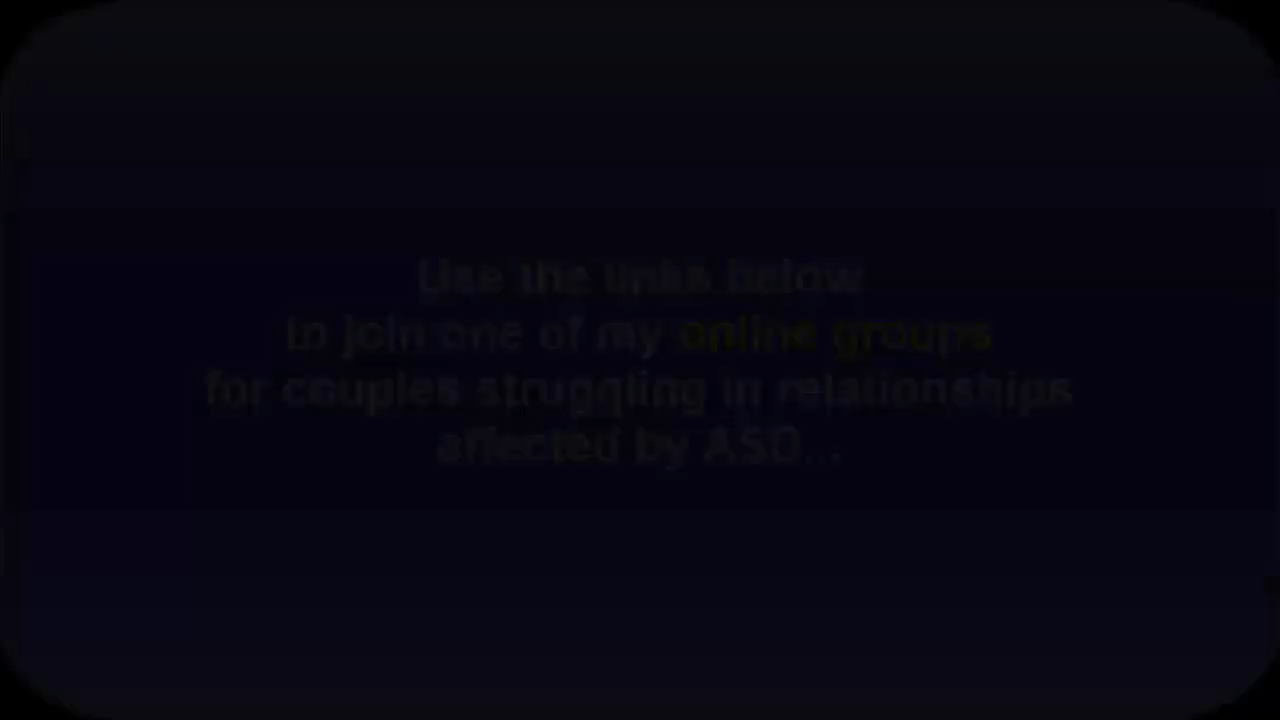 Use the links below
to join one of my online groups
for couples struggling in relationships
affected by ASD...